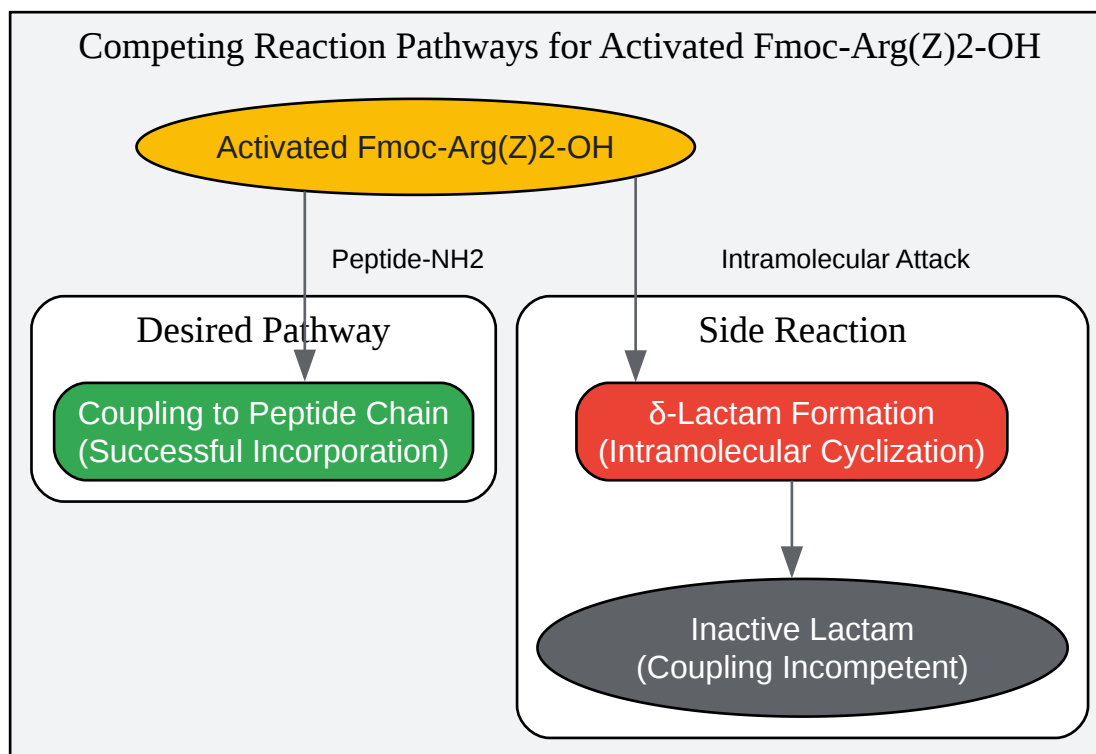 Competing Reaction Pathways for Activated Fmoc-Arg(Z)2-OH
Activated Fmoc-Arg(Z)2-OH
Peptide-NH2
Intramolecular Attack
Desired Pathway
Coupling to Peptide Chain
(Successful Incorporation)
Side Reaction
δ-Lactam Formation
(Intramolecular Cyclization)
Inactive Lactam
(Coupling Incompetent)